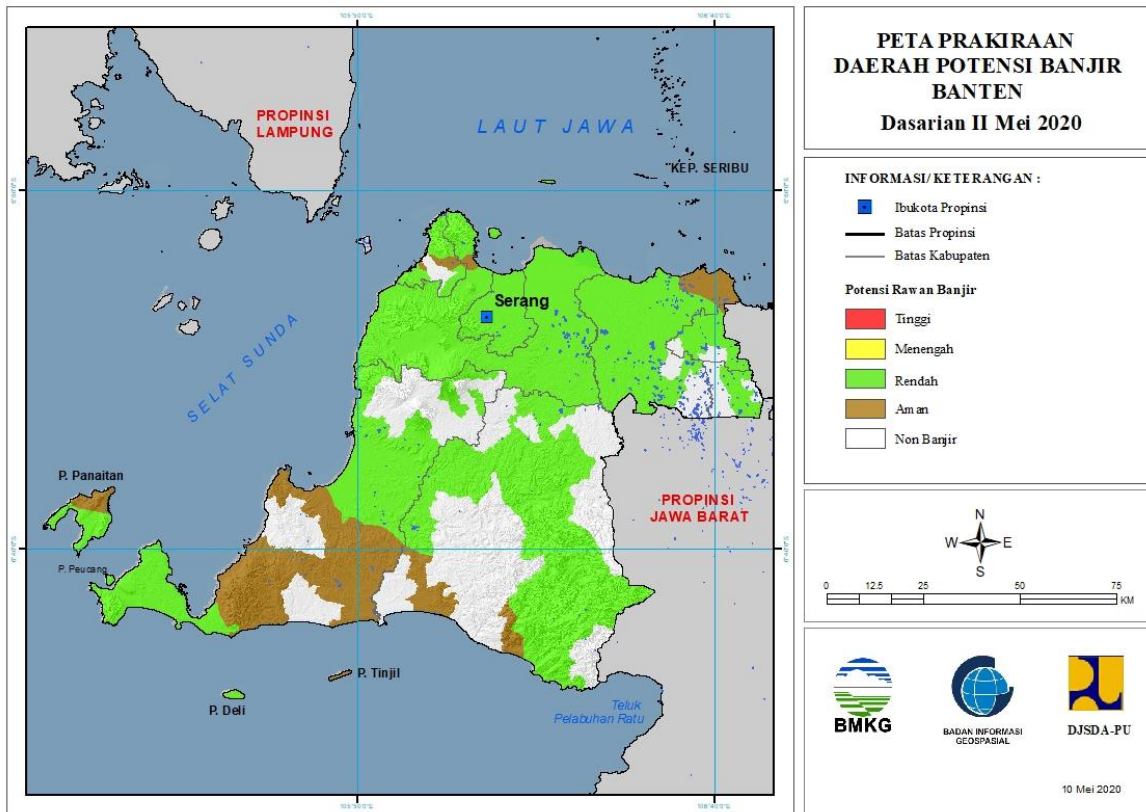 PETA PRAKIRAAN
DAERAH POTENSI BANJIR
BANTEN
Dasarian II Mei 2020
INFORMASI/ KETERANGAN :
Ibukota Propinsi
Batas Propinsi
Batas Kabupaten
Potensi Rawan Banjir
Tinggi
Menengah
Rendah
Aman
Non Banjir
N
W E
S
0 12.5 25 50 75
KM
BMKG
BADAN INFORMASI
GEOSPASIAL
DJSDA-PU
10 Mei 2020
PROPINSI
LAMPUNG
LAUT JAWA
KEP. SERIBU
Serang
SELAT SUNDA
P. Panaitan
P. Peucang
PROPINSI
JAWA BARAT
P. Tinjil
P. Deli
Teluk
Pelabuhan Ratu